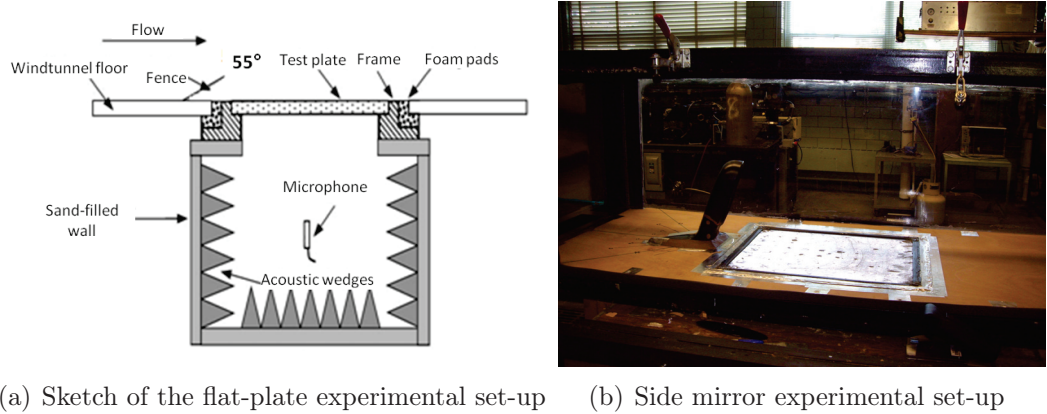 Flow
55°
Test plate
Frame
Foam pads
Windtunnel floor
Fence
Microphone
Sand-filled
wall
Acoustic wedges
8
(a) Sketch of the flat-plate experimental set-up
(b) Side mirror experimental set-up